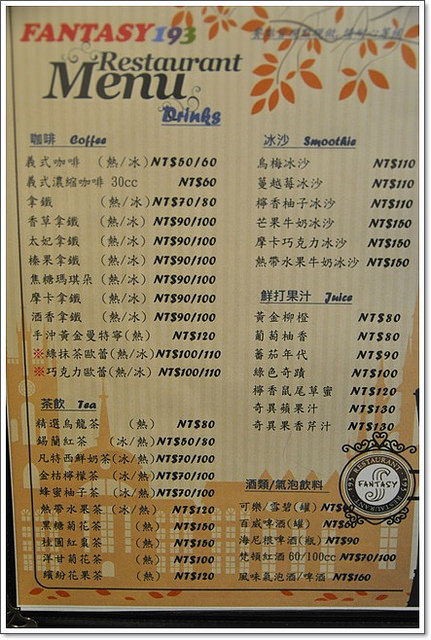 FANTASY193
Restaurant
Menu
Drinks
咖啡 Coffee
義式咖啡 (熱/冰) NT$50/60
義式濃縮咖啡 30cc NT$60
拿鐵 (熱/冰) NT$70/80
香草拿鐵 (熱/冰) NT$90/100
太妃拿鐵 (熱/冰) NT$90/100
榛果拿鐵 (熱/冰) NT$90/100
焦糖瑪琪朵 (熱/冰) NT$90/100
摩卡拿鐵 (熱/冰) NT$90/100
酒香拿鐵 (熱/冰) NT$90/100
手沖黃金曼特寧(熱) NT$120
※綠抹茶歐蕾(熱/冰) NT$100/110
※巧克力歐蕾(熱/冰) NT$100/110
茶飲 Tea
精選烏龍茶 (熱) NT$80
錫蘭紅茶 (冰/熱) NT$50/80
凡特西鮮奶茶(冰/熱) NT$70/100
金桔檸檬茶 (冰/熱) NT$70/100
蜂蜜柚子茶 (冰/熱) NT$70/100
熱帶水果茶 (冰/熱) NT$120
黑糖菊花茶 (熱) NT$150
桂圓紅棗茶 (熱) NT$150
洋甘菊花茶 (熱) NT$100
繽紛花果茶 (熱) NT$120
冰沙 Smoothie
烏梅冰沙 NT$110
蔓越莓冰沙 NT$110
檸香柚子冰沙 NT$110
芒果牛奶冰沙 NT$150
摩卡巧克力冰沙 NT$150
熱帶水果牛奶冰沙 NT$150
鮮打果汁 Juice
黃金柳橙 NT$80
葡萄柚香 NT$80
蕃茄年代 NT$90
綠色奇蹟 NT$100
檸香鼠尾草蜜 NT$120
奇異蘋果汁 NT$130
奇異果香芹汁 NT$130
RESTAURANT
FANTASY
酒類/氣泡飲料
可樂/雪碧(罐)
百威啤酒(罐) NT$60
海尼根啤酒(瓶) NT$90
梵頓紅酒 60/100cc NT$70/100
風味氣泡酒/啤酒 NT$160